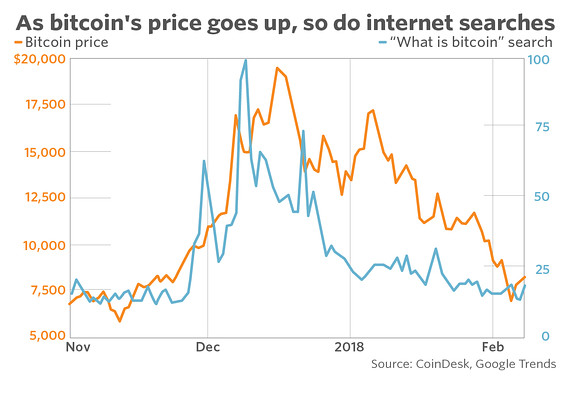 As bitcoin's price goes up, so do internet searches
Bitcoin price
“What is bitcoin” search
$20,000
100
17,500
75
15,000
12,500
50
10,000
25
7,500
5,000
0
Nov
Dec
2018
Feb
Source: CoinDesk, Google Trends